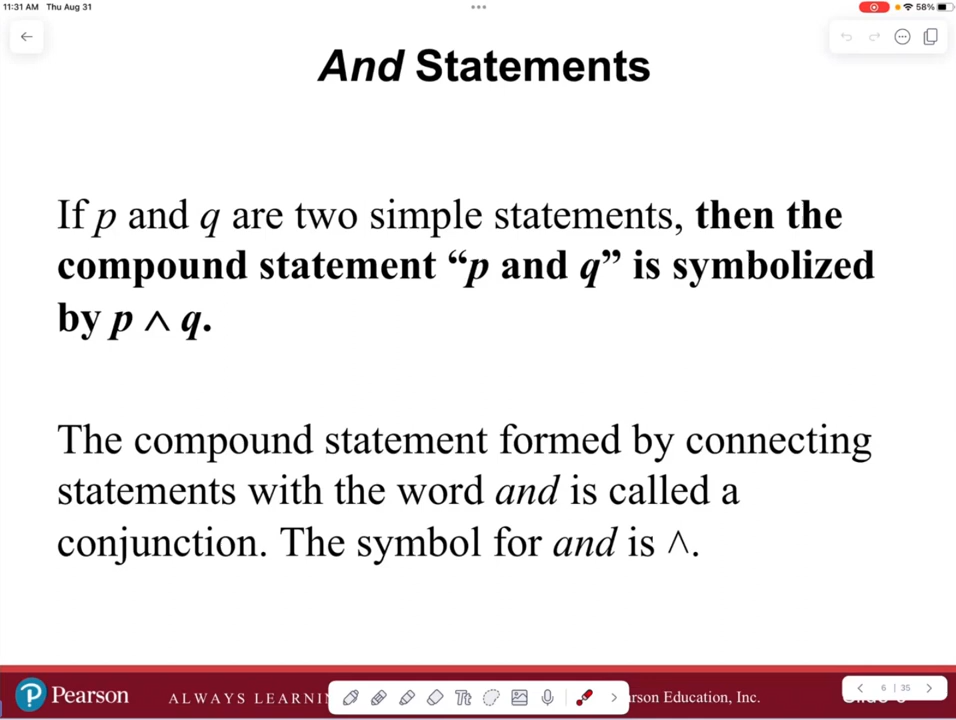 11:31 AM Thu Aug 31
58%
And Statements
If p and q are two simple statements, then the
compound statement “p and q” is symbolized
by p ∧ q.
The compound statement formed by connecting
statements with the word and is called a
conjunction. The symbol for and is ^.
Pearson
ALWAYS
Tt
Education, Inc.
6 | 35